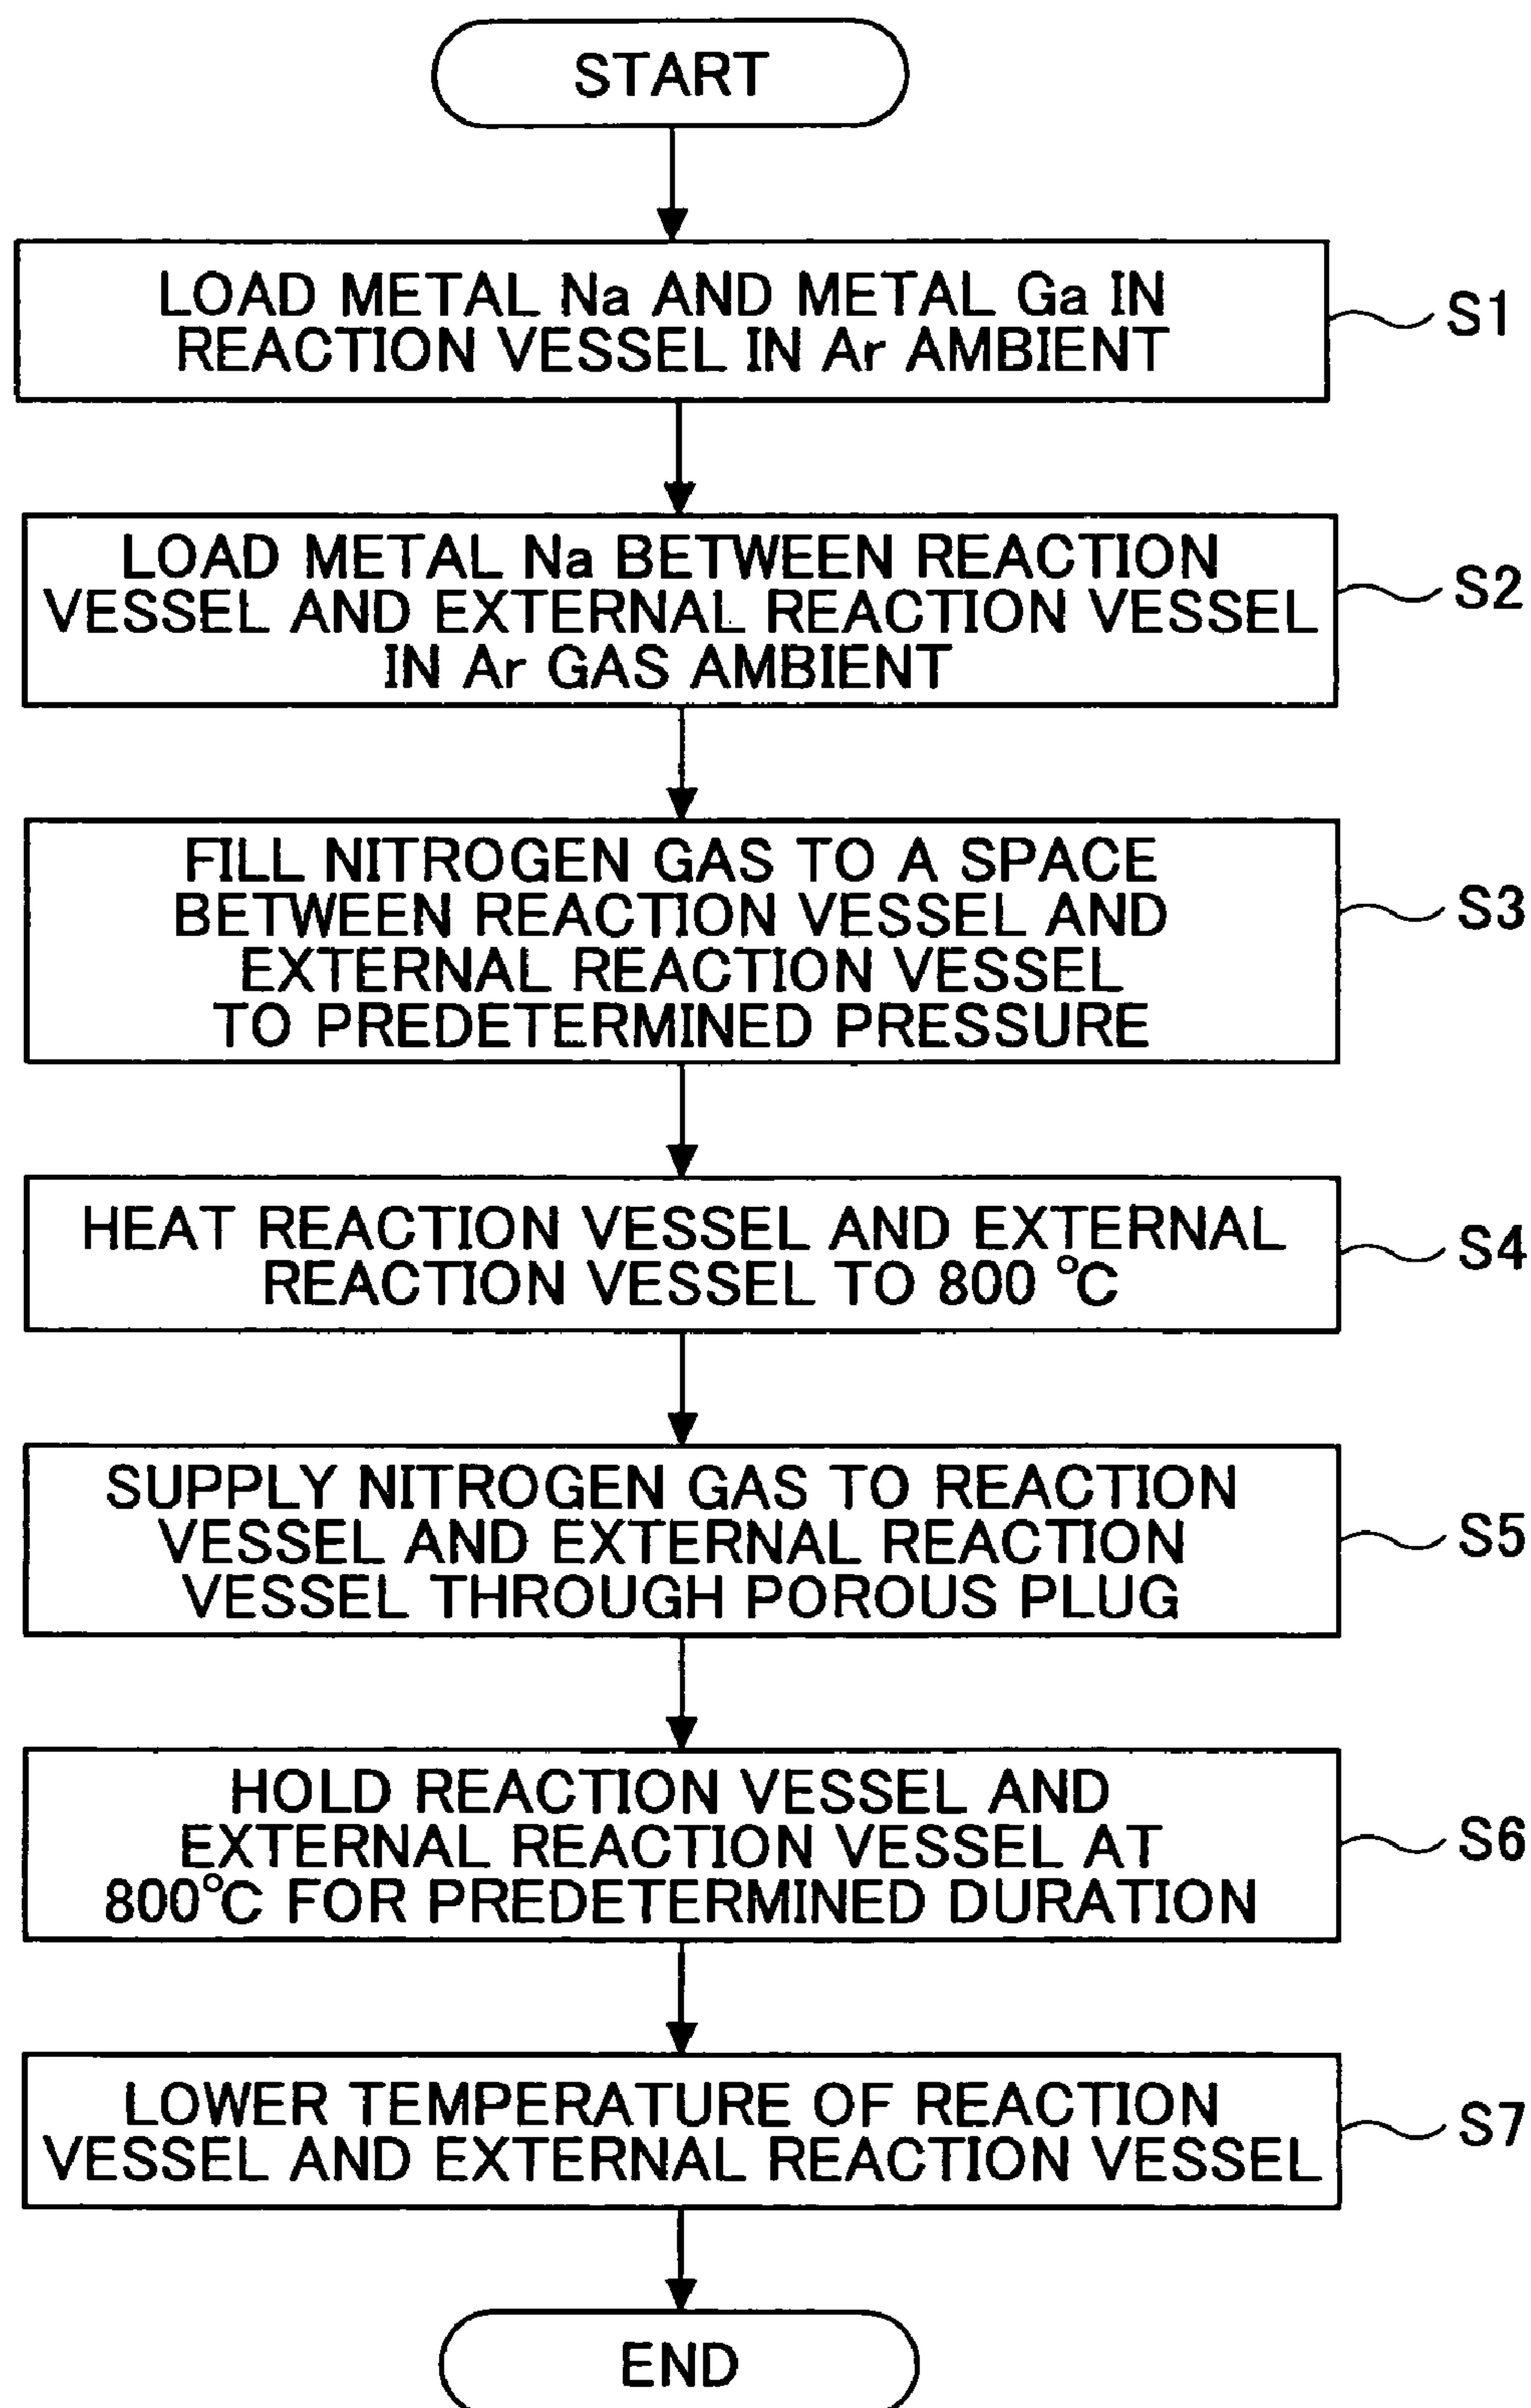 START
LOAD METAL Na AND METAL Ga IN
REACTION VESSEL IN Ar AMBIENT
S1
LOAD METAL Na BETWEEN REACTION
VESSEL AND EXTERNAL REACTION VESSEL
IN Ar GAS AMBIENT
S2
FILL NITROGEN GAS TO A SPACE
BETWEEN REACTION VESSEL AND
EXTERNAL REACTION VESSEL
TO PREDETERMINED PRESSURE
S3
HEAT REACTION VESSEL AND EXTERNAL
REACTION VESSEL TO 800 °C
S4
SUPPLY NITROGEN GAS TO REACTION
VESSEL AND EXTERNAL REACTION
VESSEL THROUGH POROUS PLUG
S5
HOLD REACTION VESSEL AND
EXTERNAL REACTION VESSEL AT
800°C FOR PREDETERMINED DURATION
S6
LOWER TEMPERATURE OF REACTION
VESSEL AND EXTERNAL REACTION VESSEL
S7
END